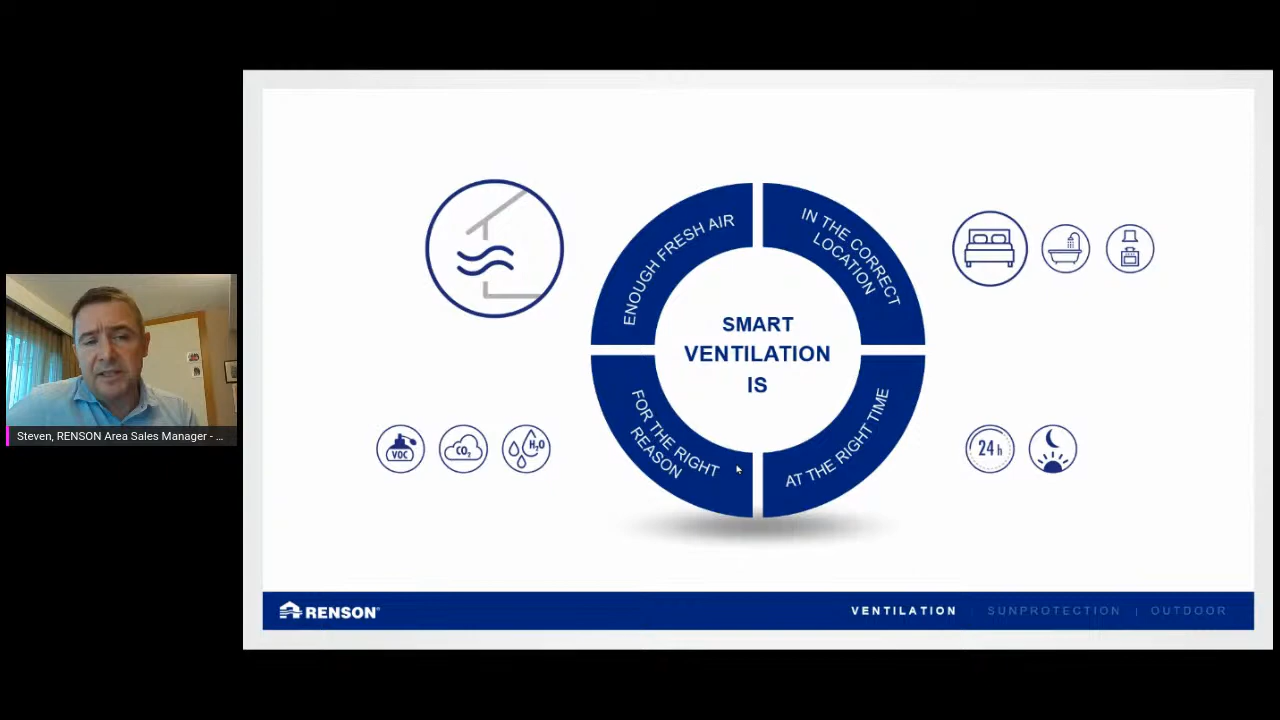 ENOUGH FRESH AIR
IN THE CORRECT
LOCATION
SMART
VENTILATION
IS
Steven, RENSON Area Sales Manager - ...
VOC
CO₂
H₂O
FOR THE RIGHT
REASON
AT THE RIGHT TIME
24h
RENSON®
VENTILATION | SUNPROTECTION | OUTDOOR